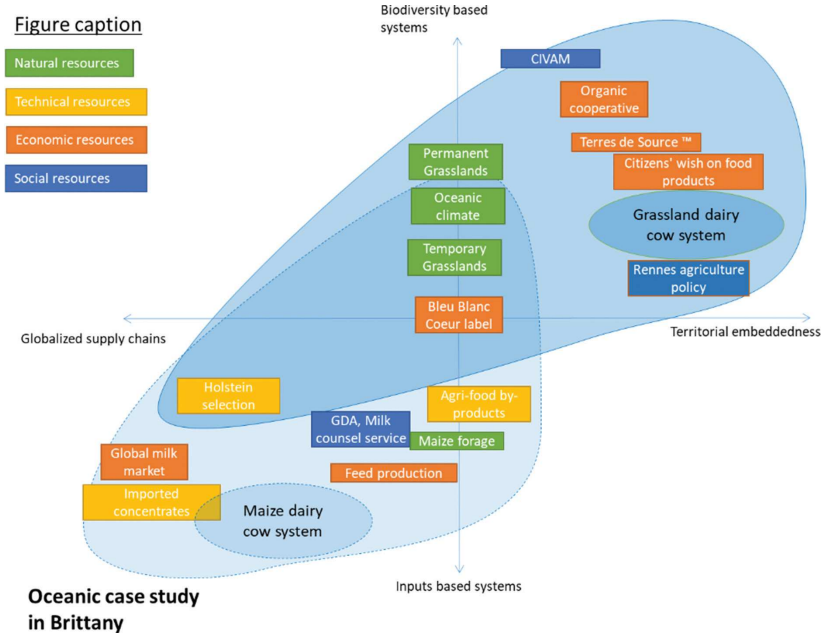 Figure caption
Natural resources
Technical resources
Economic resources
Social resources
Biodiversity based
systems
CIVAM
Organic
cooperative
Terres de Source ™
Citizens' wish on food
products
Permanent
Grasslands
Oceanic
climate
Grassland dairy
cow system
Temporary
Grasslands
Rennes agriculture
policy
Bleu Blanc
Coeur label
Globalized supply chains
Territorial embeddedness
Holstein
selection
Agri-food by-
products
GDA, Milk
counsel service
Maize forage
Global milk
market
Feed production
Imported
concentrates
Maize dairy
cow system
Inputs based systems
Oceanic case study
in Brittany